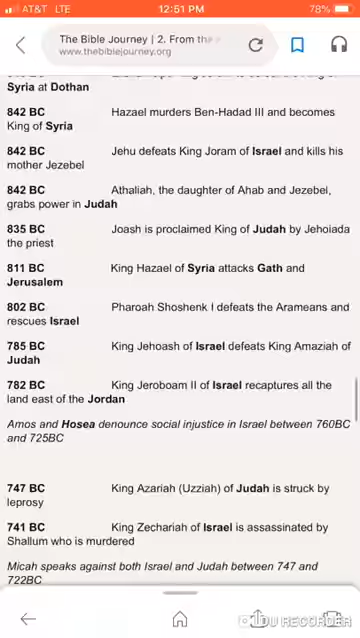 AT&T LTE 12:51 PM 78%
The Bible Journey | 2. From the
www.thebiblejourney.org
Syria at Dothan
842 BC Hazael murders Ben-Hadad III and becomes
King of Syria
842 BC Jehu defeats King Joram of Israel and kills his
mother Jezebel
842 BC Athaliah, the daughter of Ahab and Jezebel,
grabs power in Judah
835 BC Joash is proclaimed King of Judah by Jehoiada
the priest
811 BC King Hazael of Syria attacks Gath and
Jerusalem
802 BC Pharoah Shoshenk I defeats the Arameans and
rescues Israel
785 BC King Jehoash of Israel defeats King Amaziah of
Judah
782 BC King Jeroboam II of Israel recaptures all the
land east of the Jordan
Amos and Hosea denounce social injustice in Israel between 760BC
and 725BC
747 BC King Azariah (Uzziah) of Judah is struck by
leprosy
741 BC King Zechariah of Israel is assassinated by
Shallum who is murdered
Micah speaks against both Israel and Judah between 747 and
722BC
DU RECORDER